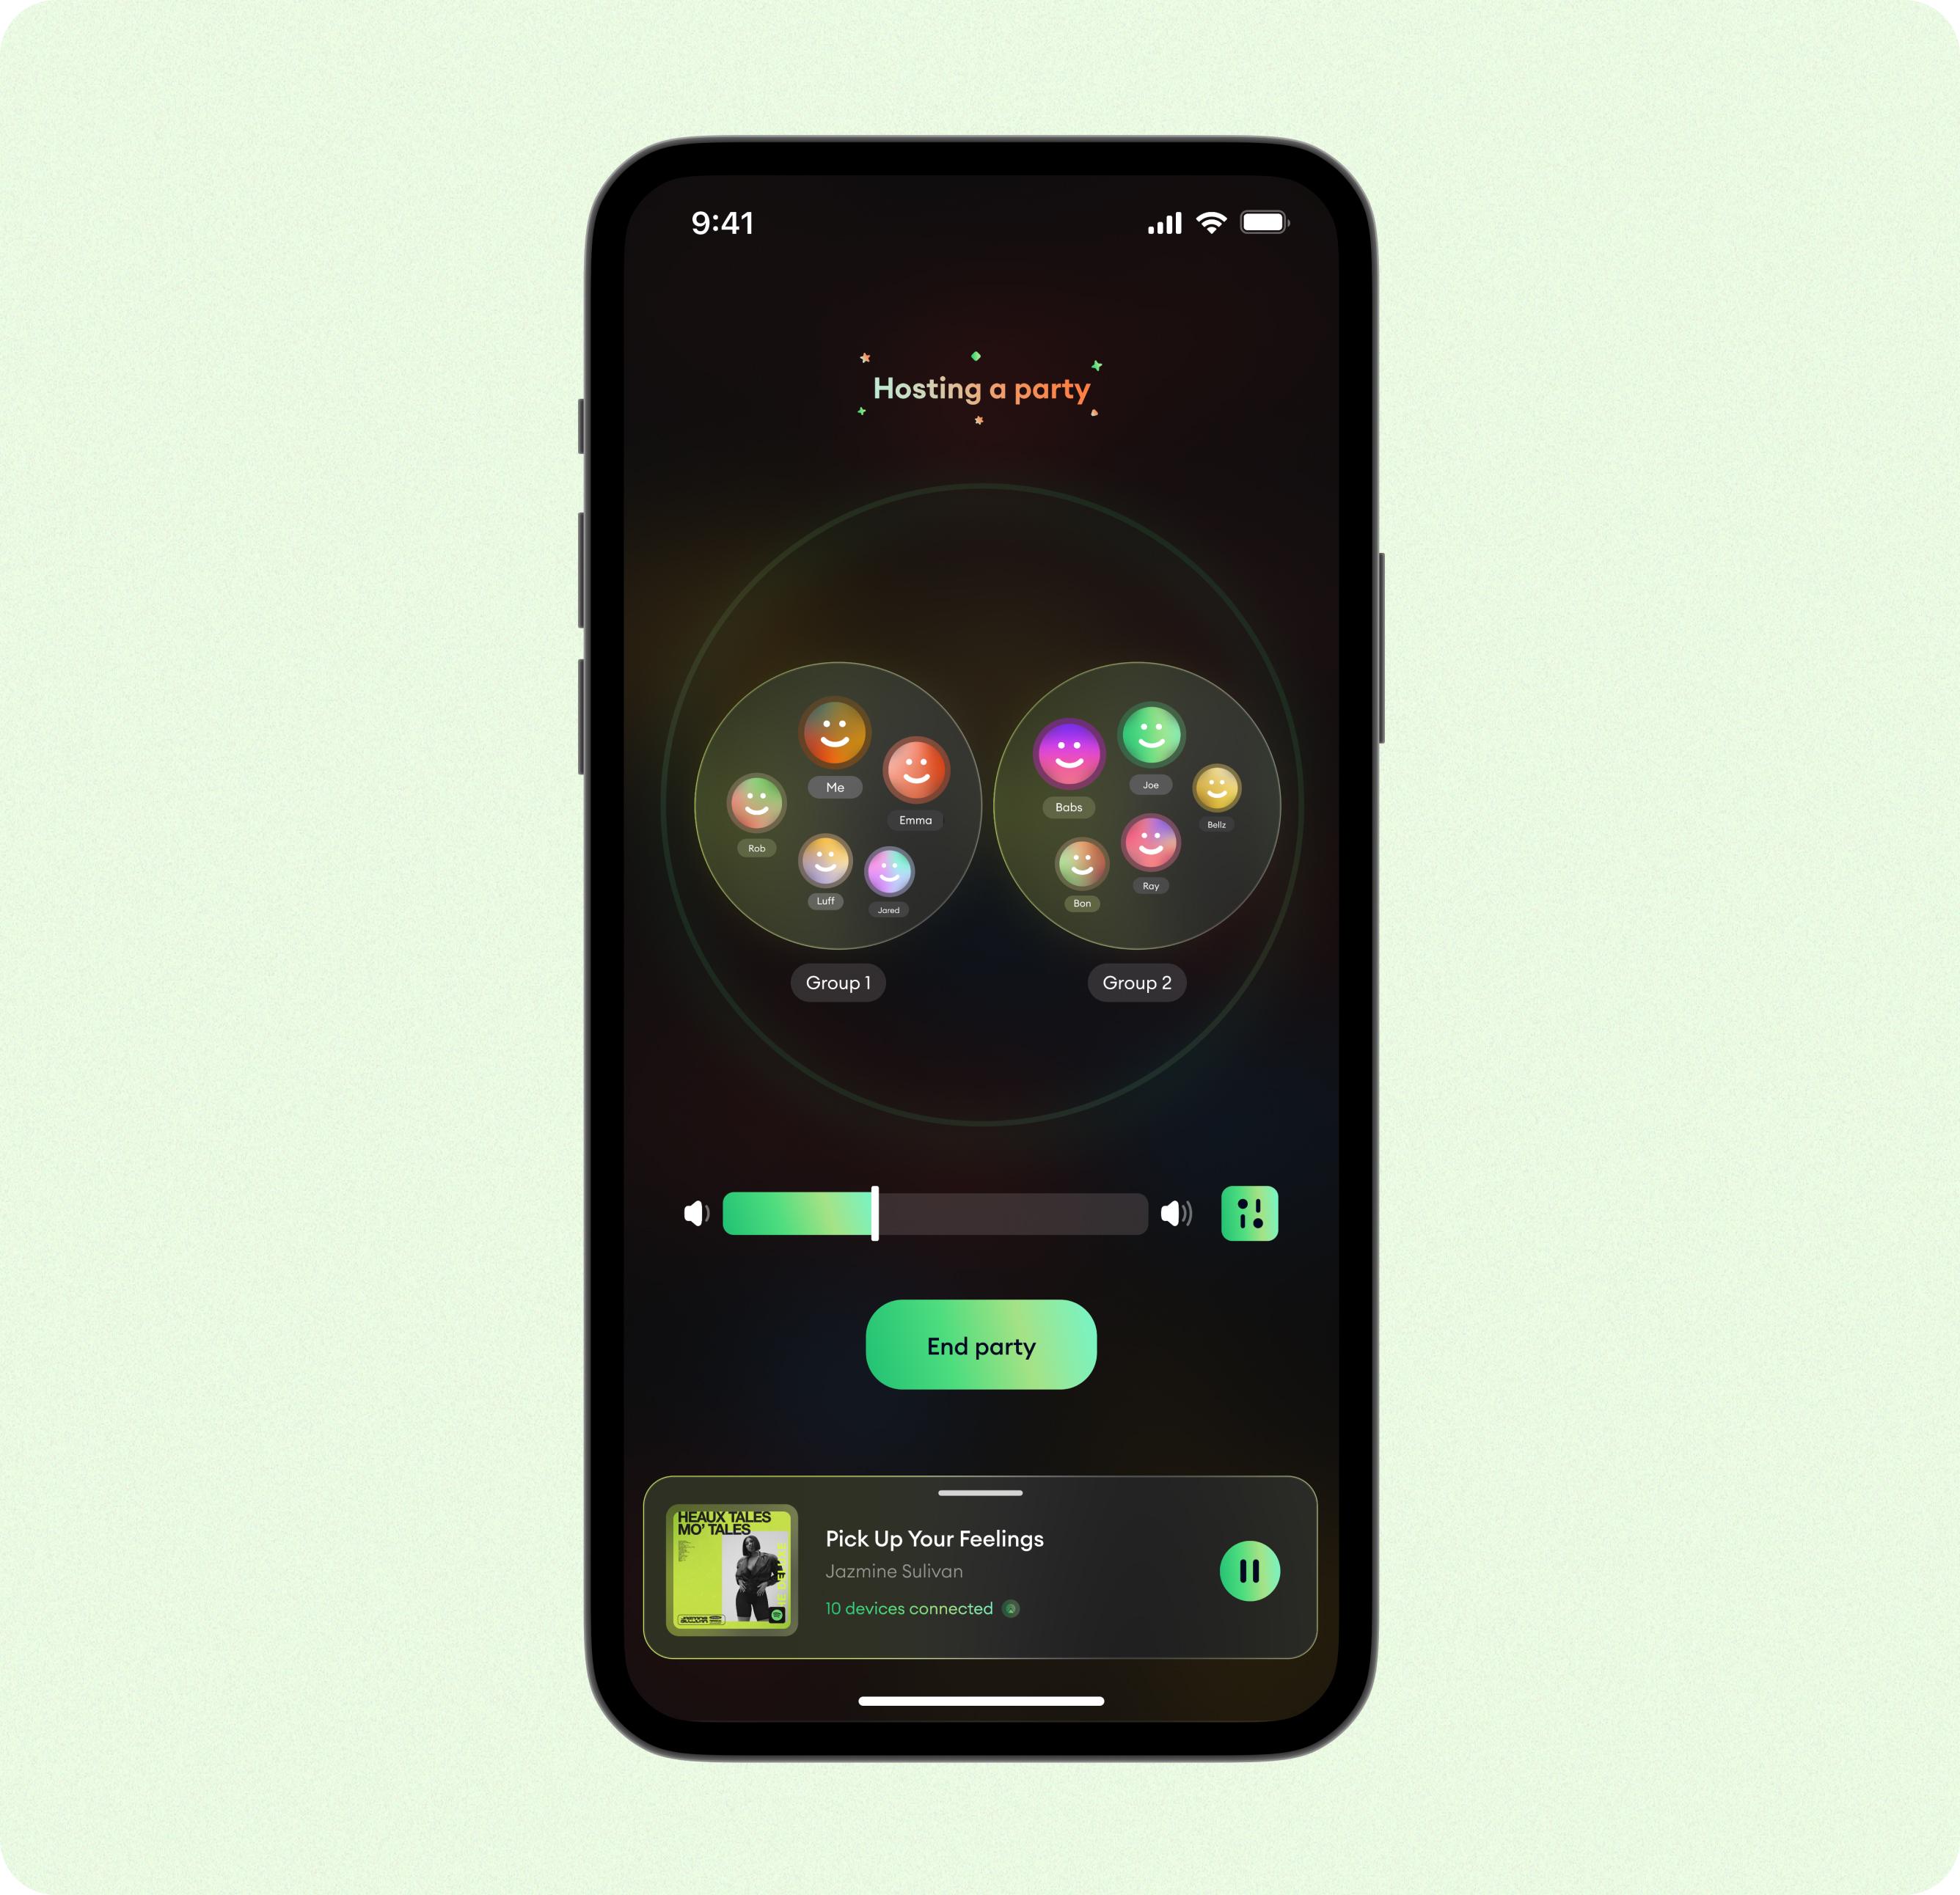 9:41
Hosting a party
Me
Emma
Rob
Luff
Jared
Babs
Joe
Bellz
Ray
Bon
Group 1
Group 2
End party
HEAUX TALES
MO' TALES
Pick Up Your Feelings
Jazmine Sulivan
10 devices connected